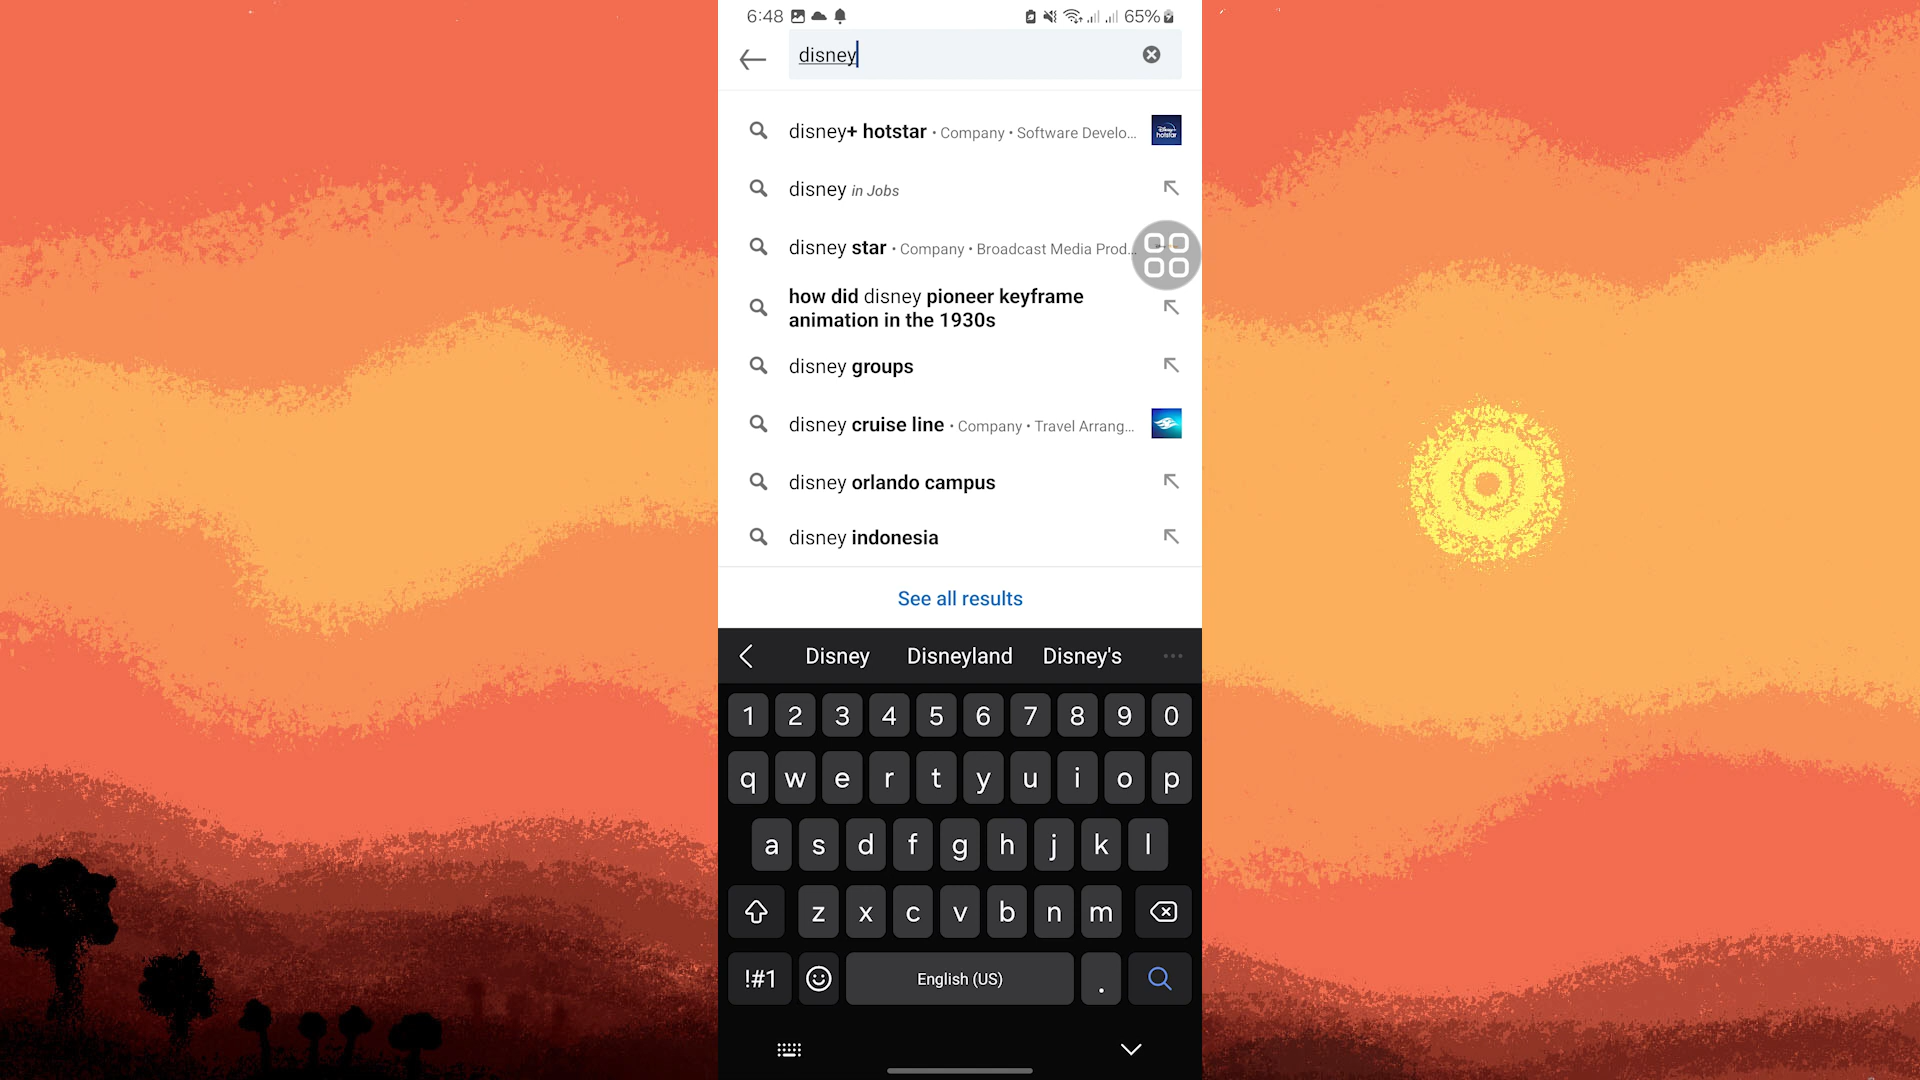 6:48 65%
disney
disney+ hotstar • Company • Software Develo...
Disney+ hotstar
disney in Jobs
disney star • Company • Broadcast Media Prod...
how did disney pioneer keyframe
animation in the 1930s
disney groups
disney cruise line • Company • Travel Arrang...
disney orlando campus
disney indonesia
See all results
Disney Disneyland Disney's ...
1 2 3 4 5 6 7 8 9 0
q w e r t y u i o p
a s d f g h j k l
z x c v b n m
!#1 English (US) .